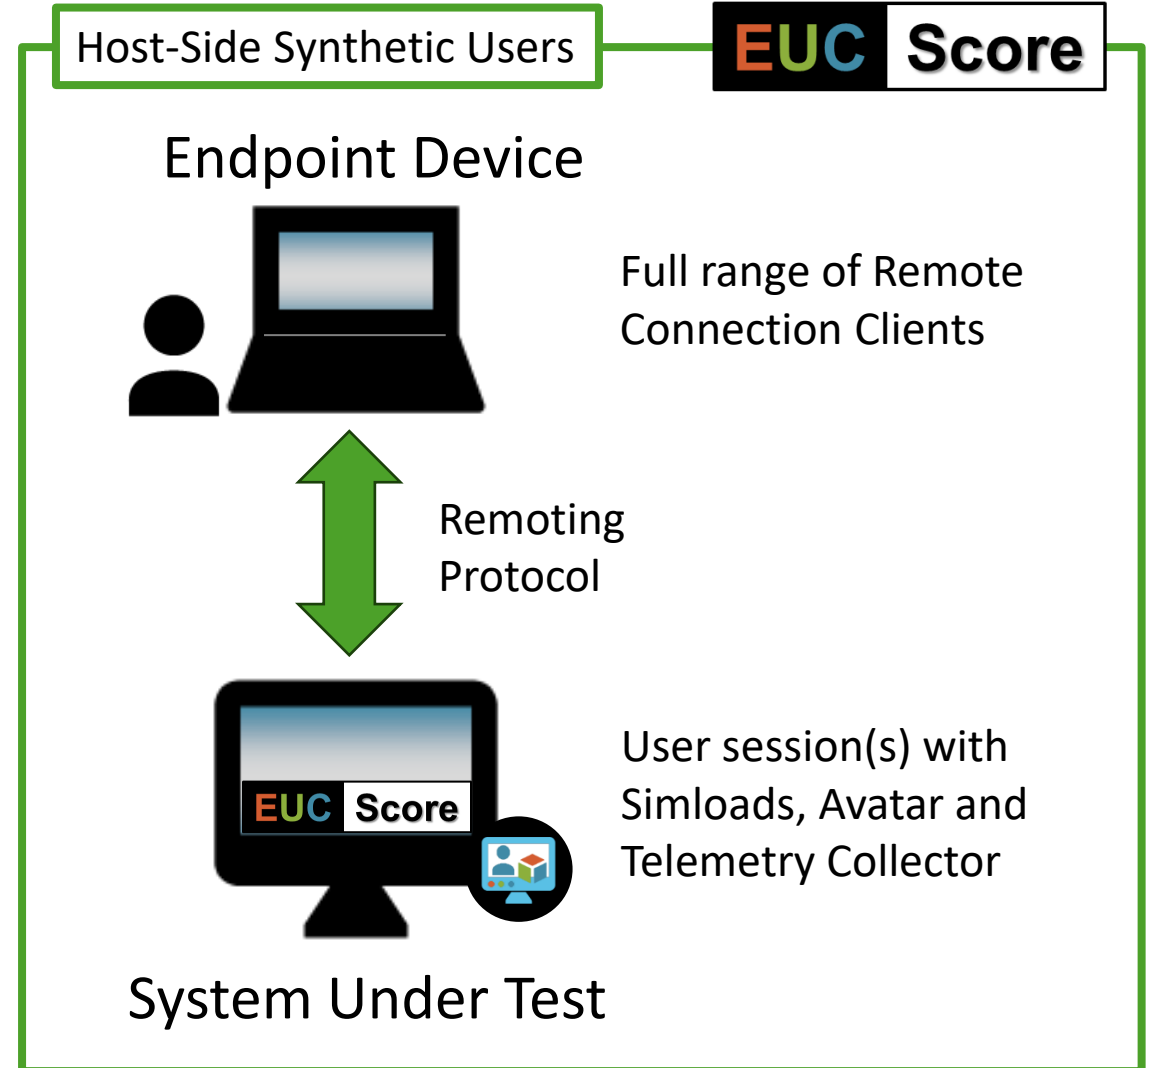 Host-Side Synthetic Users
EUC Score
Endpoint Device
Full range of Remote
Connection Clients
Remoting
Protocol
EUC Score
User session(s) with
Simloads, Avatar and
Telemetry Collector
System Under Test